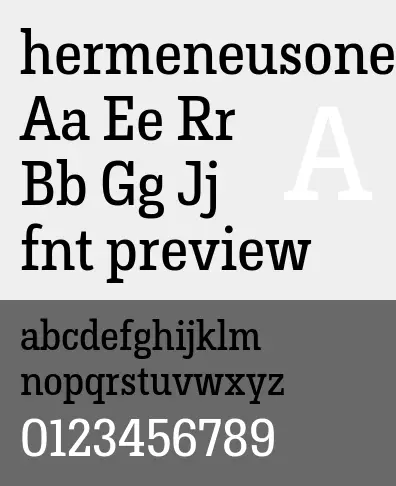 hermeneusone
Aa Ee Rr
A
Bb Gg Jj
fnt preview
abcdefghijklm
nopqrstuvwxyz
0123456789